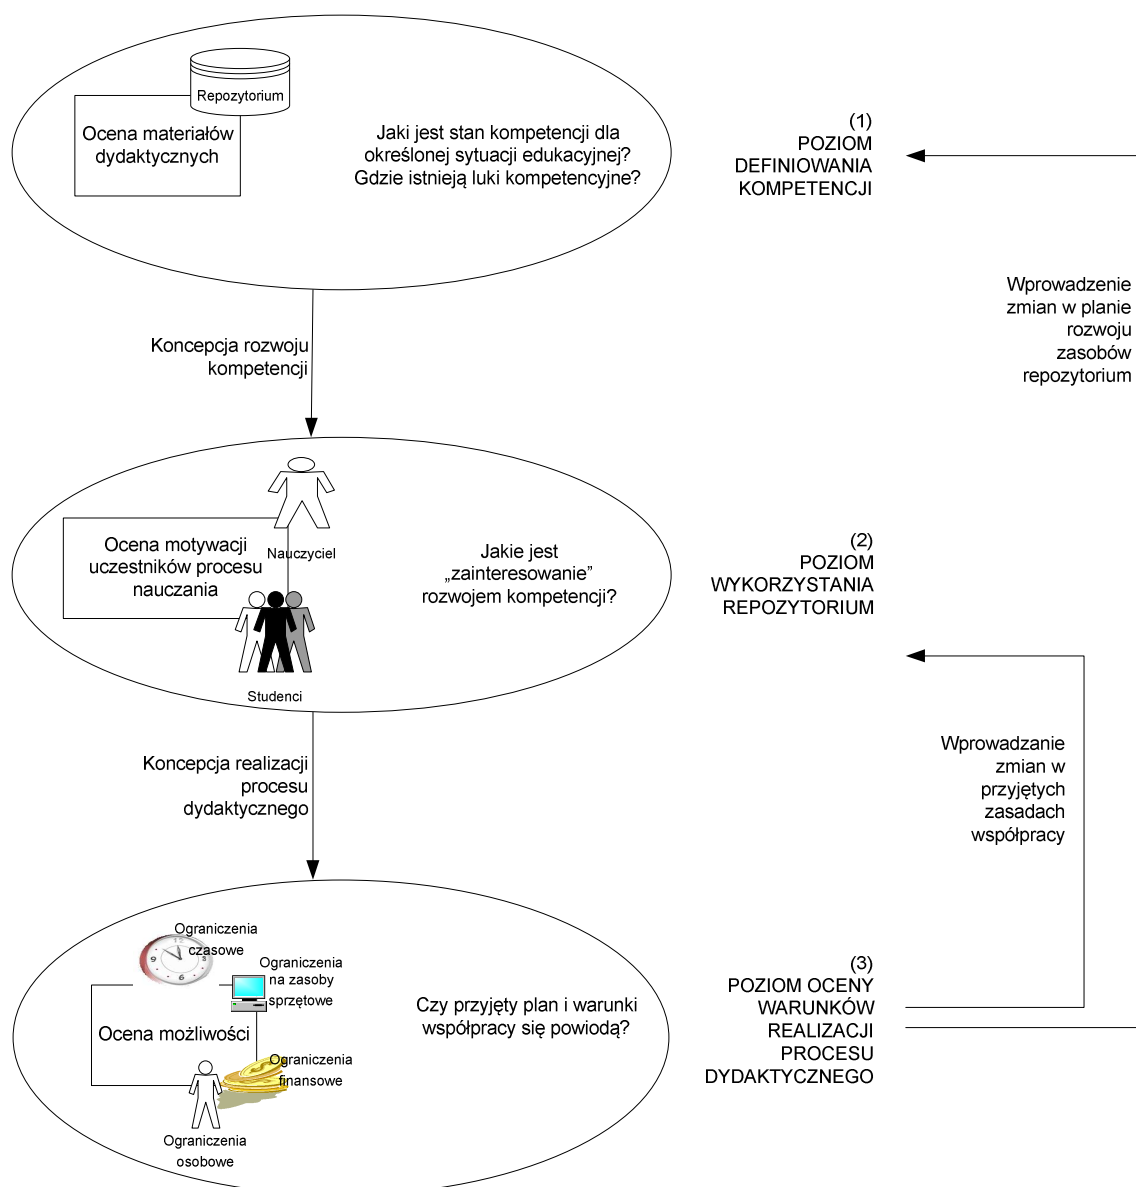 Repozytorium
Ocena materiałów
dydaktycznych
Jaki jest stan kompetencji dla
określonej sytuacji edukacyjnej?
Gdzie istnieją luki kompetencyjne?
(1)
POZIOM
DEFINIOWANIA
KOMPETENCJI
Wprowadzenie
zmian w planie
rozwoju
zasobów
repozytorium
Koncepcja rozwoju
kompetencji
Nauczyciel
Ocena motywacji
uczestników procesu
nauczania
Studenci
Jakie jest
„zainteresowanie”
rozwojem kompetencji?
(2)
POZIOM
WYKORZYSTANIA
REPOZYTORIUM
Koncepcja realizacji
procesu
dydaktycznego
Wprowadzanie
zmian w
przyjętych
zasadach
współpracy
Ograniczenia
czasowe
Ograniczenia
na zasoby
sprzętowe
Ocena możliwości
Ograniczenia
finansowe
Ograniczenia
osobowe
Czy przyjęty plan i warunki
współpracy się powiodą?
(3)
POZIOM OCENY
WARUNKÓW
REALIZACJI
PROCESU
DYDAKTYCZNEGO